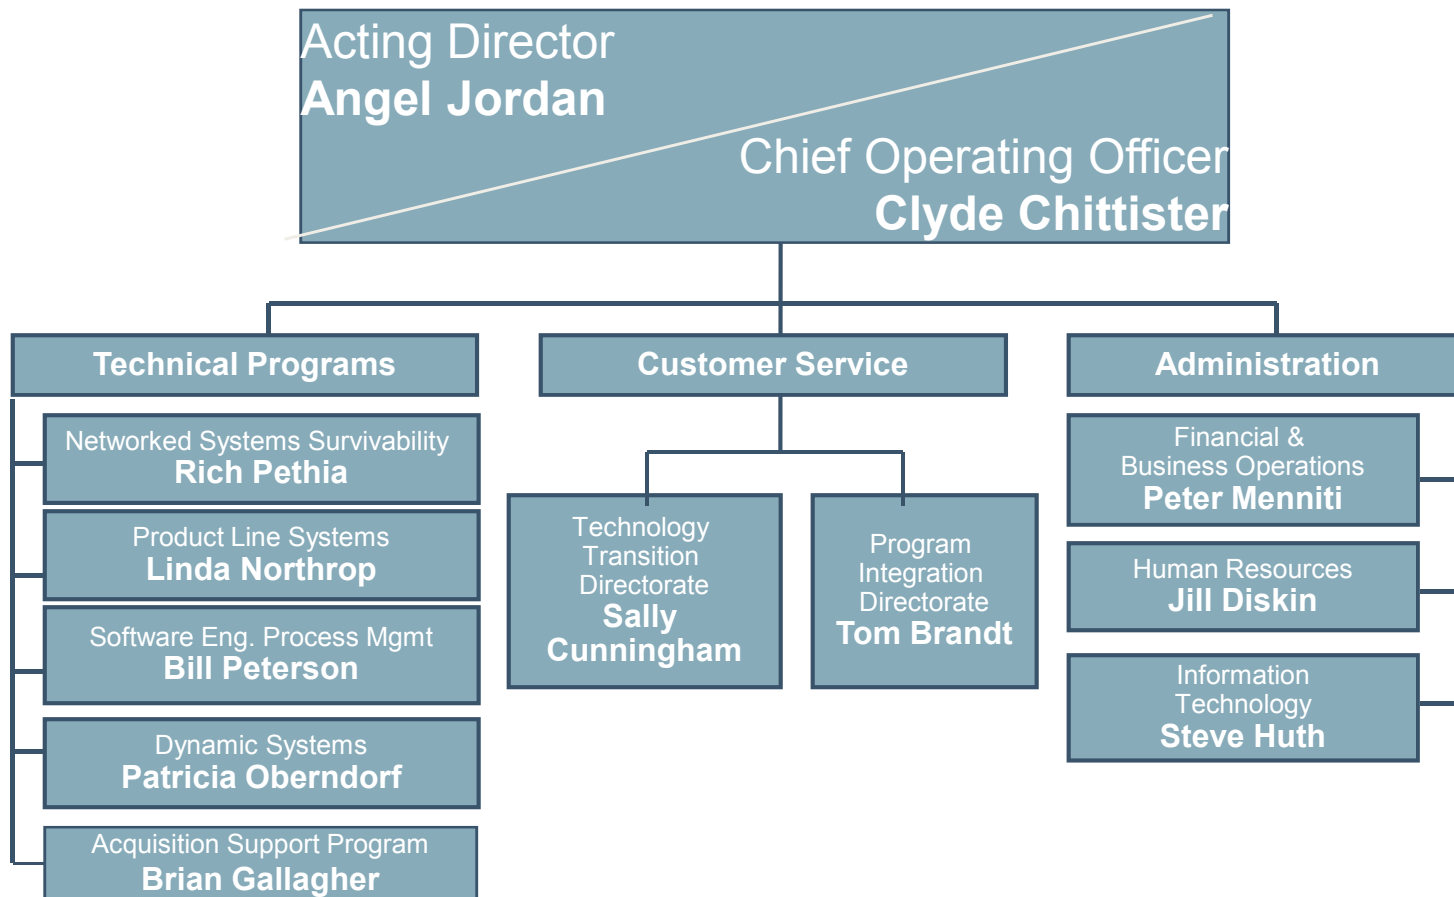 Acting Director
Angel Jordan
Chief Operating Officer
Clyde Chittister
Technical Programs
Networked Systems Survivability
Rich Pethia
Product Line Systems
Linda Northrop
Software Eng. Process Mgmt
Bill Peterson
Dynamic Systems
Patricia Oberndorf
Acquisition Support Program
Brian Gallagher
Customer Service
Technology
Transition
Directorate
Sally
Cunningham
Program
Integration
Directorate
Tom Brandt
Administration
Financial &
Business Operations
Peter Menniti
Human Resources
Jill Diskin
Information
Technology
Steve Huth